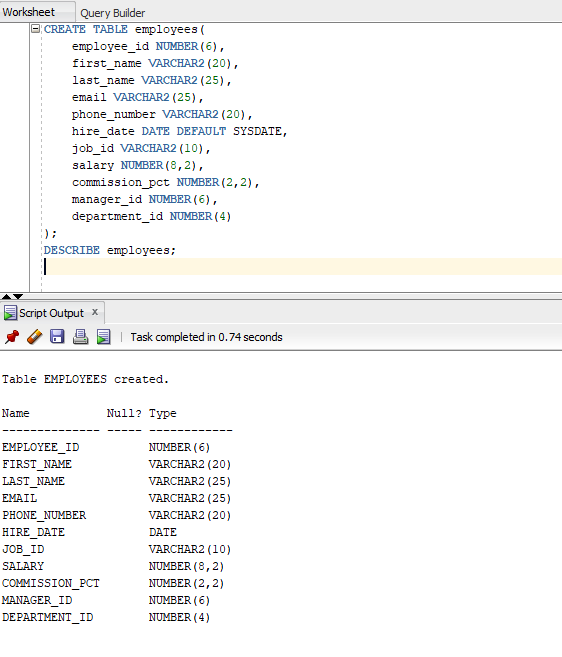 Worksheet Query Builder
CREATE TABLE employees(
    employee_id NUMBER(6),
    first_name VARCHAR2(20),
    last_name VARCHAR2(25),
    email VARCHAR2(25),
    phone_number VARCHAR2(20),
    hire_date DATE DEFAULT SYSDATE,
    job_id VARCHAR2(10),
    salary NUMBER(8,2),
    commission_pct NUMBER(2,2),
    manager_id NUMBER(6),
    department_id NUMBER(4)
);
DESCRIBE employees;
Script Output x
Task completed in 0.74 seconds
Table EMPLOYEES created.
Name           Null? Type
-------------- ----- ------------
EMPLOYEE_ID          NUMBER(6)
FIRST_NAME           VARCHAR2(20)
LAST_NAME            VARCHAR2(25)
EMAIL                VARCHAR2(25)
PHONE_NUMBER         VARCHAR2(20)
HIRE_DATE            DATE
JOB_ID               VARCHAR2(10)
SALARY               NUMBER(8,2)
COMMISSION_PCT       NUMBER(2,2)
MANAGER_ID           NUMBER(6)
DEPARTMENT_ID        NUMBER(4)